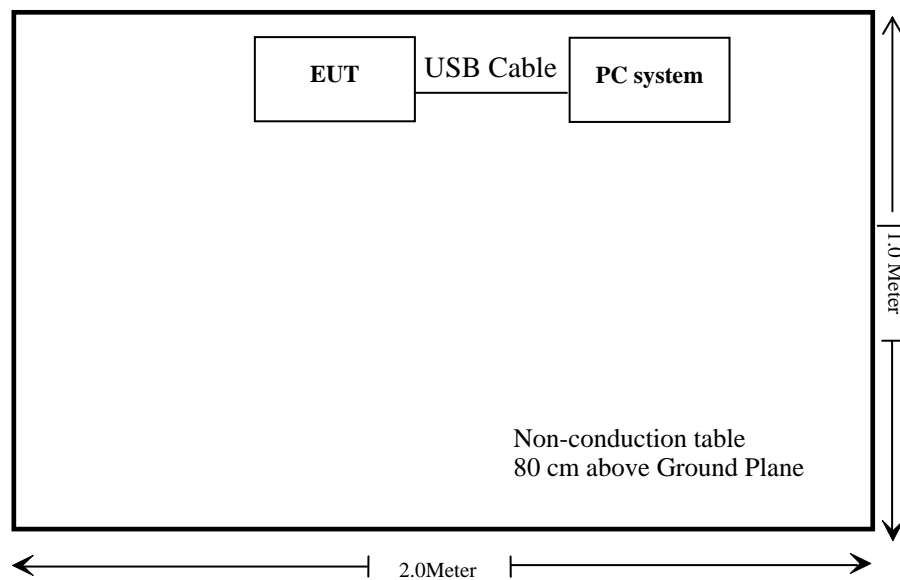 EUT
USB Cable
PC system
1.0 Meter
Non-conduction table
80 cm above Ground Plane
2.0Meter